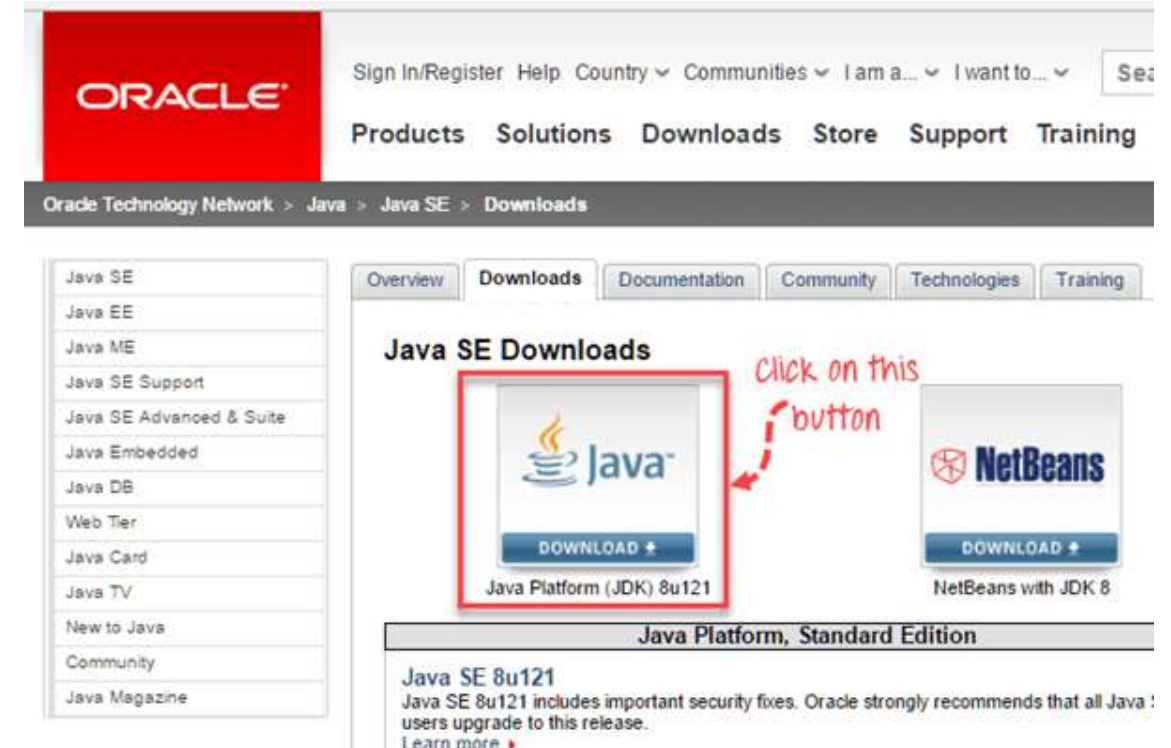 ORACLE
Sign In/Register Help Country Communities I am a... I want to...
Products Solutions Downloads Store Support Training
Oracle Technology Network > Java > Java SE > Downloads
Java SE
Java EE
Java ME
Java SE Support
Java SE Advanced & Suite
Java Embedded
Java DB
Web Tier
Java Card
Java TV
New to Java
Community
Java Magazine
Overview Downloads Documentation Community Technologies Training
Java SE Downloads
Click on this
button
Java
DOWNLOAD
Java Platform (JDK) 8u121
NetBeans
DOWNLOAD
NetBeans with JDK 8
Java Platform, Standard Edition
Java SE 8u121
Java SE 8u121 includes important security fixes. Oracle strongly recommends that all Java
users upgrade to this release.
Learn more